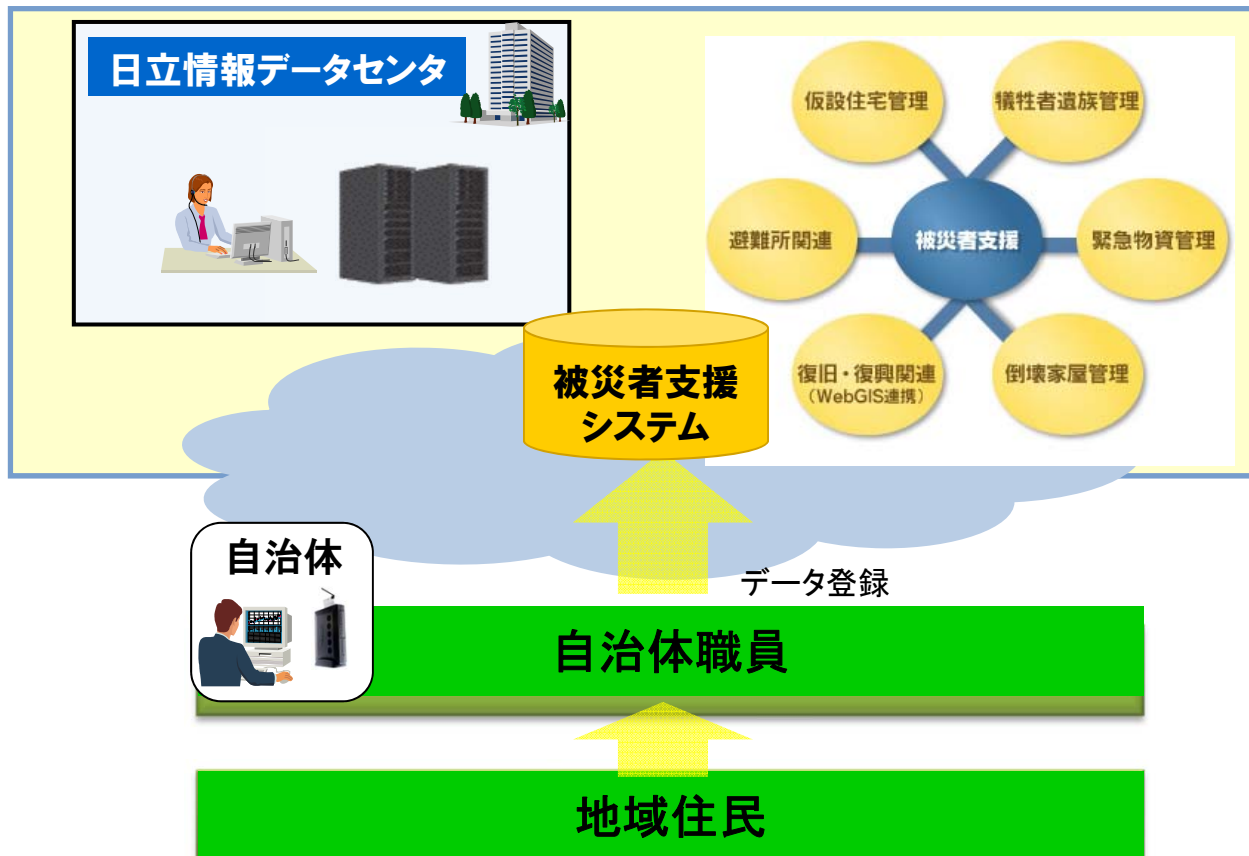 日立情報データセンタ
仮設住宅管理
犠牲者遺族管理
避難所関連
被災者支援
緊急物資管理
復旧・復興関連
（WebGIS連携）
倒壊家屋管理
被災者支援
システム
自治体
データ登録
自治体職員
地域住民